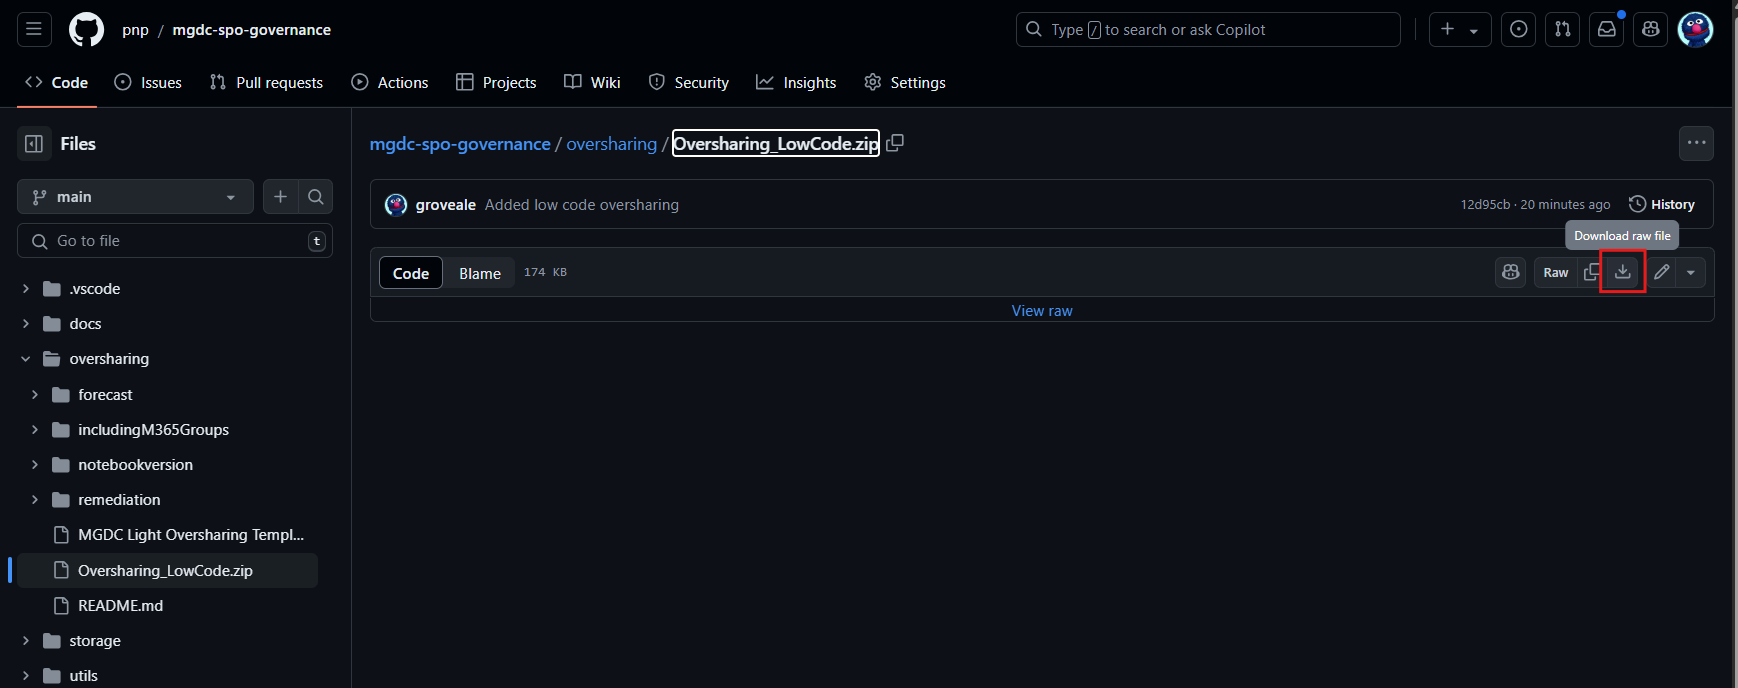 pnp / mgdc-spo-governance
Type / to search or ask Copilot
Code
Issues
Pull requests
Actions
Projects
Wiki
Security
Insights
Settings
Files
main
Go to file
t
.vscode
docs
oversharing
forecast
includingM365Groups
notebookversion
remediation
MGDC Light Oversharing Templ...
Oversharing_LowCode.zip
README.md
storage
utils
mgdc-spo-governance / oversharing / Oversharing_LowCode.zip
groveale Added low code oversharing
12d95cb · 20 minutes ago
History
Download raw file
Code
Blame
174 KB
Raw
View raw